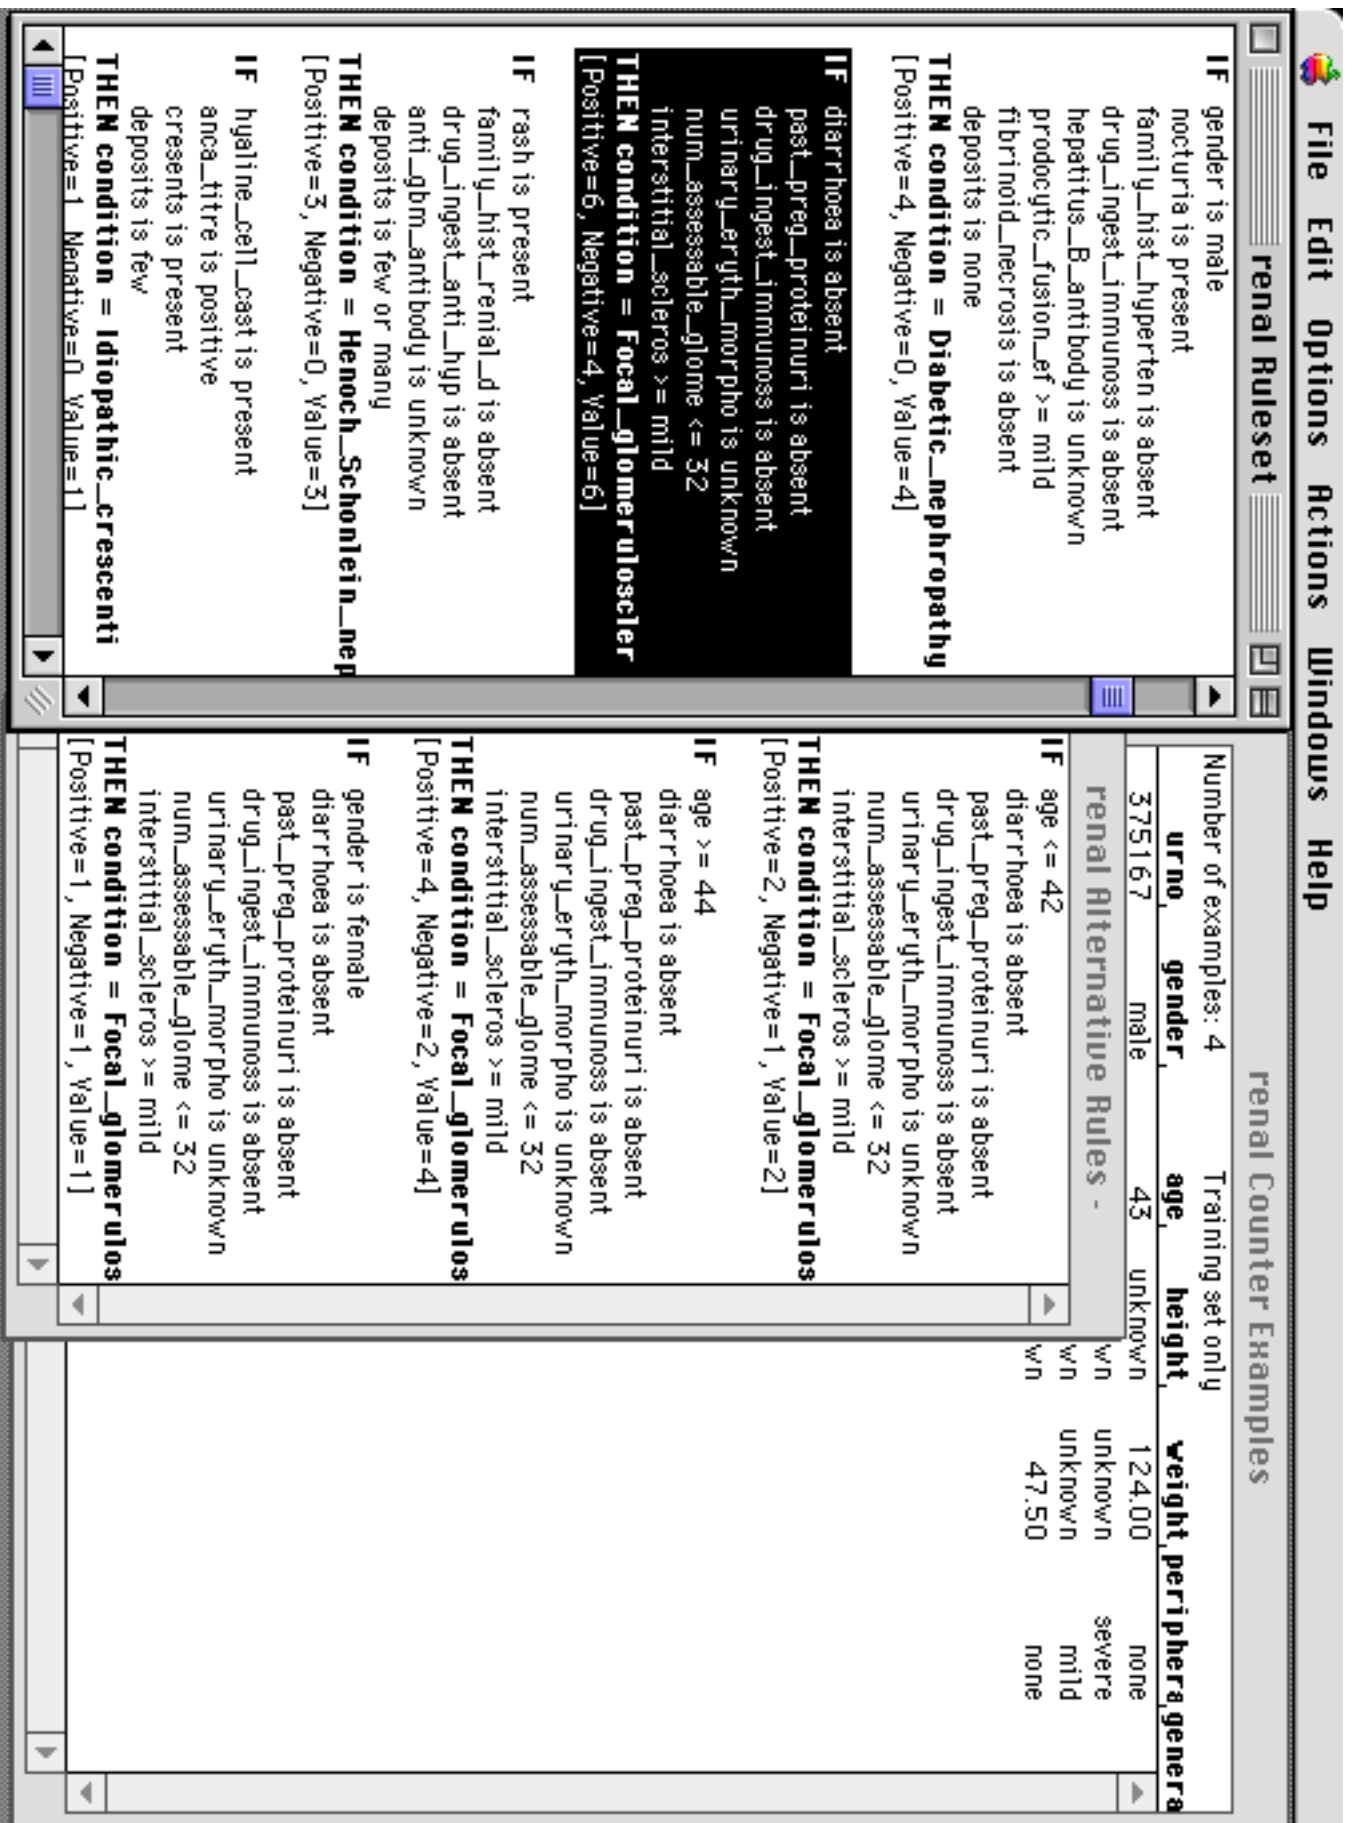 File Edit Options Actions Windows Help
renal Ruleset
IF gender is male
nocturia is present
family_hist_hyperten is absent
drug_ingest_immunoss is absent
hepatitus_B_antibody is unknown
prodocytic_fusion_ef >= mild
fibrinoid_necrosis is absent
deposits is none
THEN condition = Diabetic_nephropathy
[Positive=4, Negative=0, Value=4]
IF diarrhoea is absent
past_preg_proteinuri is absent
drug_ingest_immunoss is absent
urinary_eryth_morpho is unknown
num_assessable_glome <= 32
interstitial_scleros >= mild
THEN condition = Focal_glomeruloscler
[Positive=6, Negative=4, Value=6]
IF rash is present
family_hist_renial_d is absent
drug_ingest_anti_hyp is absent
anti_gbm_antibody is unknown
deposits is few or many
THEN condition = Henoch_Schonlein_nep
[Positive=3, Negative=0, Value=3]
IF hyaline_cell_cast is present
anca_titre is positive
cresents is present
deposits is few
THEN condition = Idiopathic_crescenti
[Positive=1, Negative=0, Value=1]
renal Counter Examples
Number of examples: 4 Training set only
urno gender age height weight periphera genera
375167 male 43 unknown 124.00 none
wn unknown severe
wn unknown mild
wn 47.50 none
renal Alternative Rules -
IF age <= 42
diarrhoea is absent
past_preg_proteinuri is absent
drug_ingest_immunoss is absent
urinary_eryth_morpho is unknown
num_assessable_glome <= 32
interstitial_scleros >= mild
THEN condition = Focal_glomerulos
[Positive=2, Negative=1, Value=2]
IF age >= 44
diarrhoea is absent
past_preg_proteinuri is absent
drug_ingest_immunoss is absent
urinary_eryth_morpho is unknown
num_assessable_glome <= 32
interstitial_scleros >= mild
THEN condition = Focal_glomerulos
[Positive=4, Negative=2, Value=4]
IF gender is female
diarrhoea is absent
past_preg_proteinuri is absent
drug_ingest_immunoss is absent
urinary_eryth_morpho is unknown
num_assessable_glome <= 32
interstitial_scleros >= mild
THEN condition = Focal_glomerulos
[Positive=1, Negative=1, Value=1]